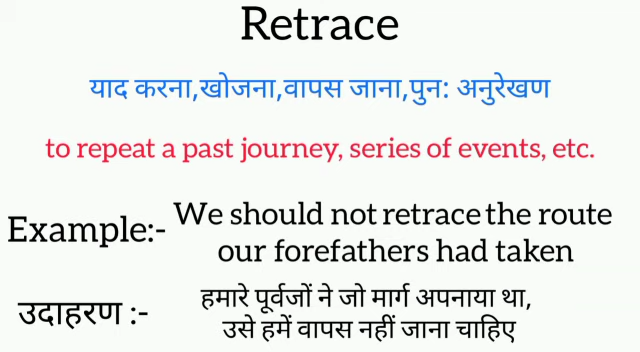 Retrace
याद करना,खोजना,वापस जाना,पुन: अनुरेखण
to repeat a past journey, series of events, etc.
Example:- We should not retrace the route
our forefathers had taken
उदाहरण :- हमारे पूर्वजों ने जो मार्ग अपनाया था,
उसे हमें वापस नहीं जाना चाहिए